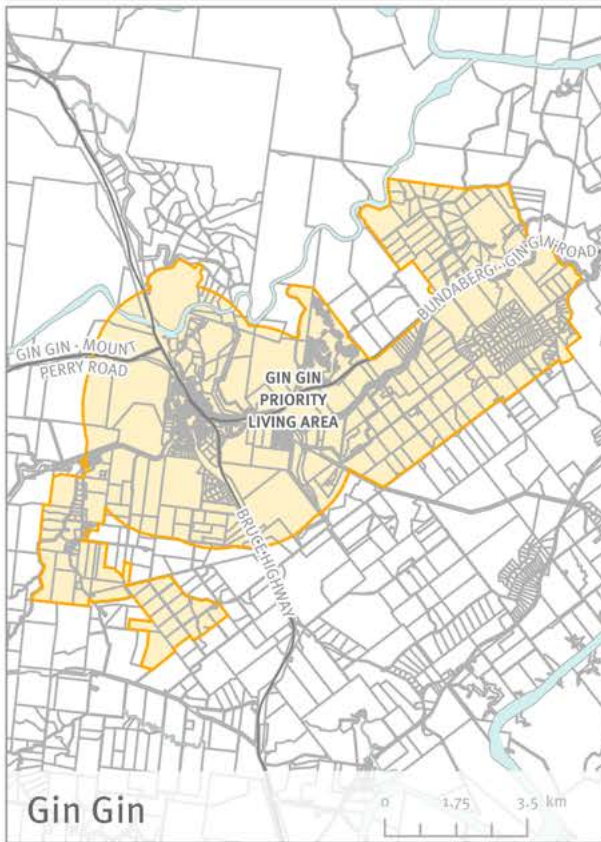 BUNDABERG - GIN GIN ROAD
GIN GIN - MOUNT
PERRY ROAD
GIN GIN
PRIORITY
LIVING AREA
BRUCE HIGHWAY
Gin Gin
0 1.75 3.5 km